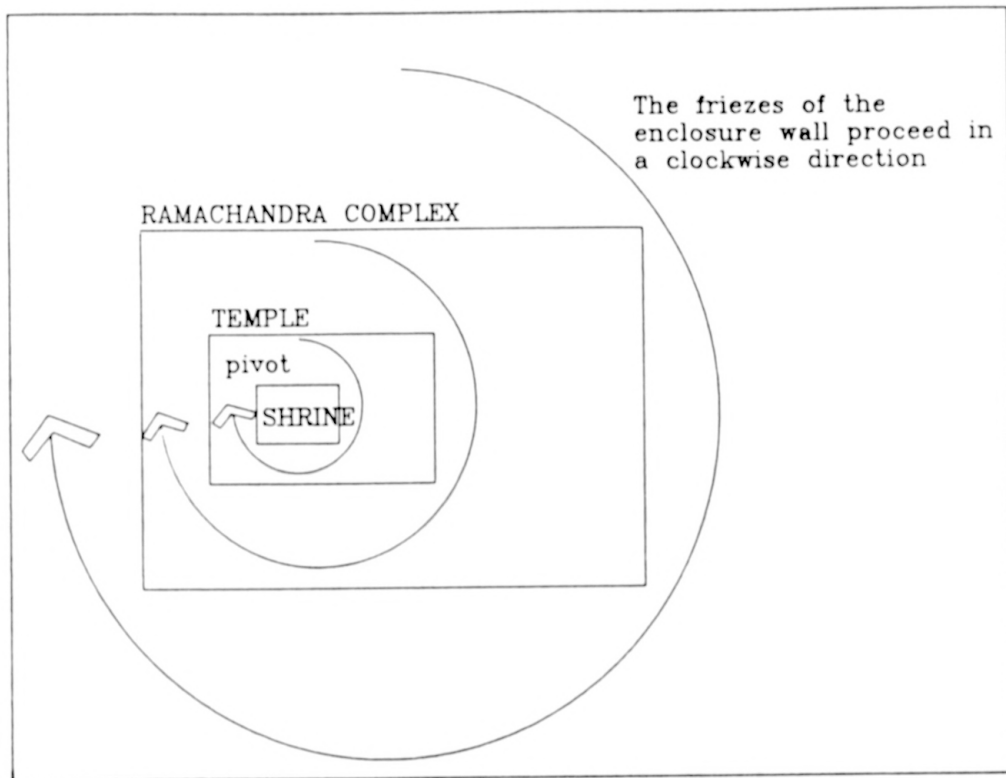 The friezes of the
enclosure wall proceed in
a clockwise direction
RAMACHANDRA COMPLEX
TEMPLE
pivot
SHRINE